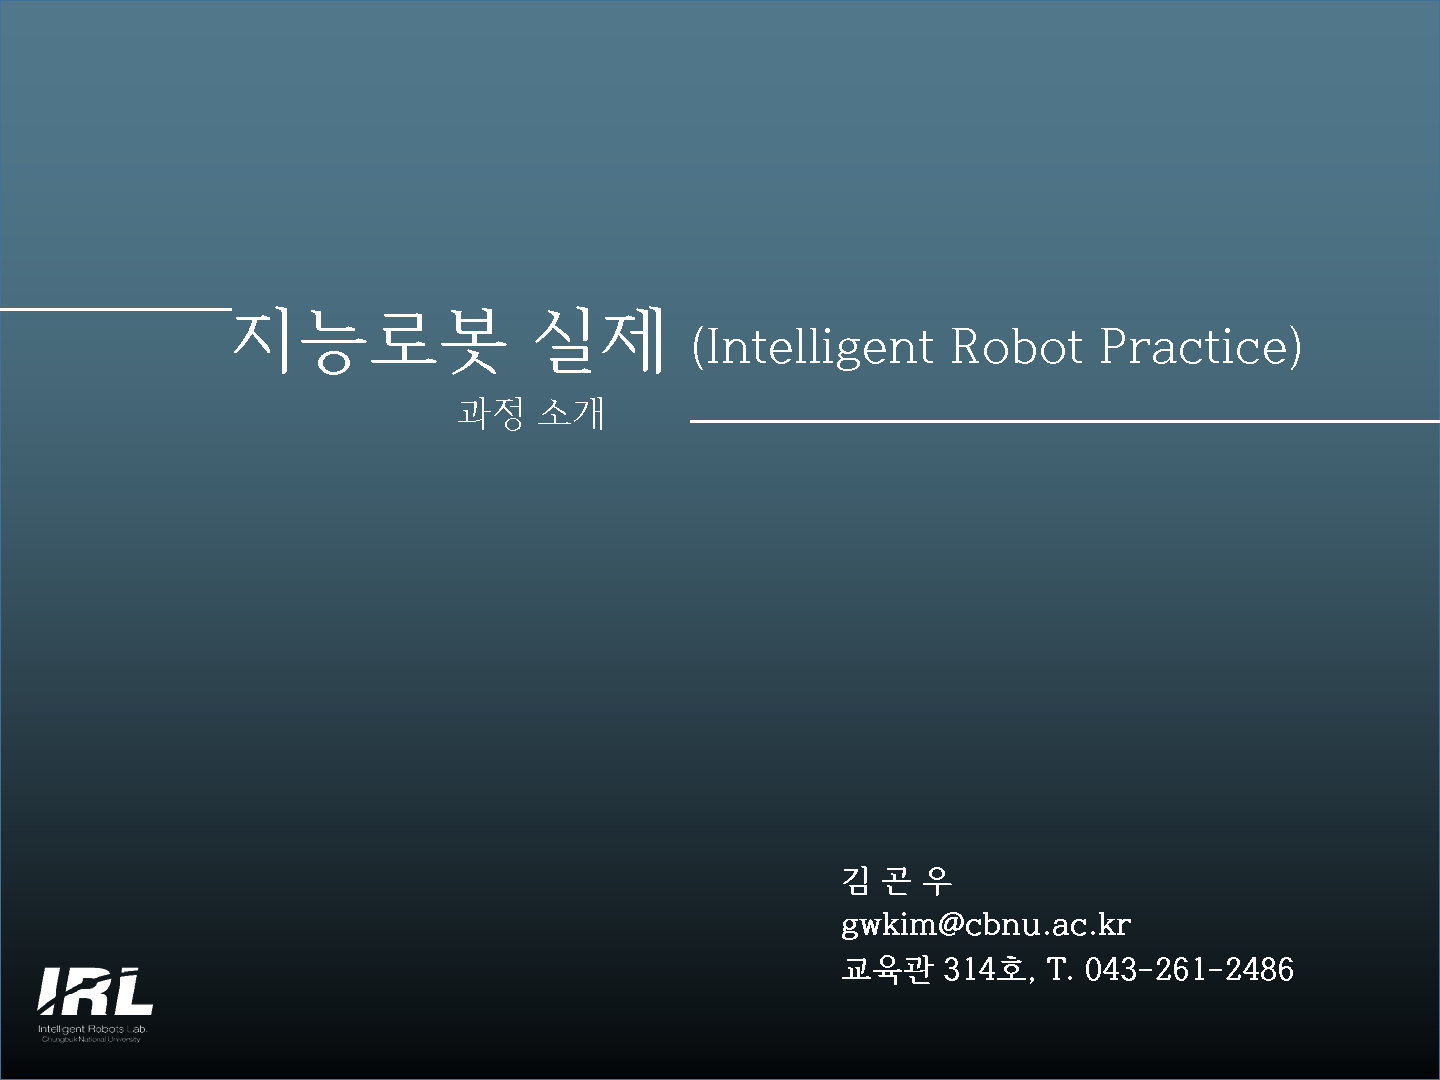 지능로봇 실제 (Intelligent Robot Practice)
과정 소개
김 곤 우
gwkim@cbnu.ac.kr
교육관 314호, T. 043-261-2486
IRL
Intelligent Robots Lab.
Chungbuk National University